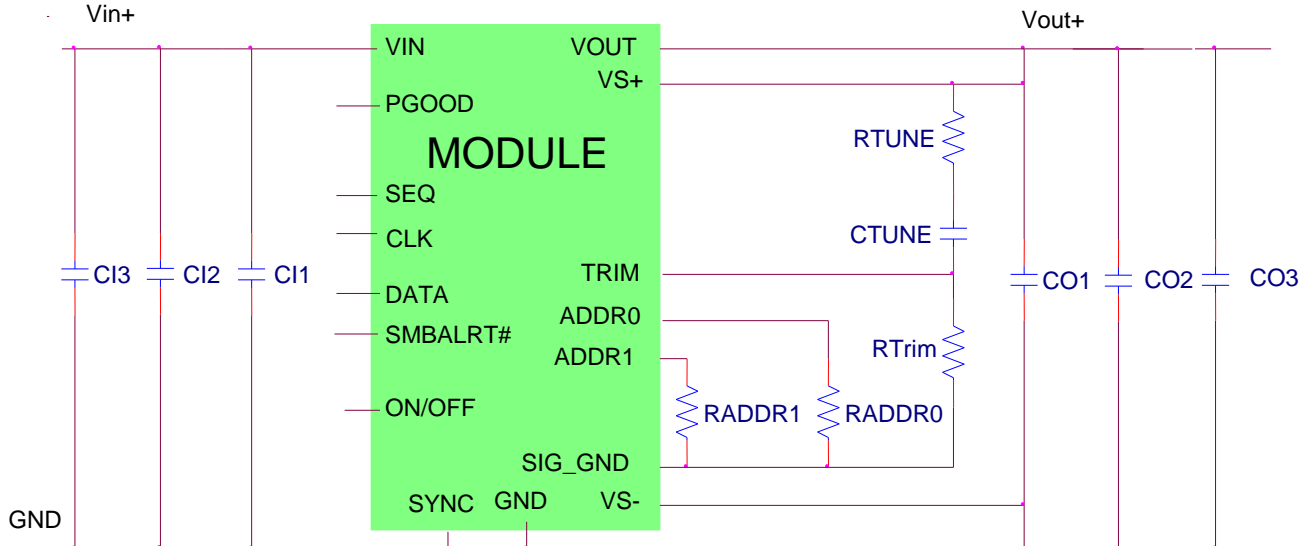 Vin+
Vout+
VIN
VOUT
VS+
PGOOD
RTUNE
MODULE
SEQ
CLK
CTUNE
TRIM
CI3
CI2
CI1
CO1
CO2
CO3
DATA
ADDR0
SMBALRT#
ADDR1
RTrim
ON/OFF
RADDR1
RADDR0
SIG_GND
SYNC
GND
VS-
GND